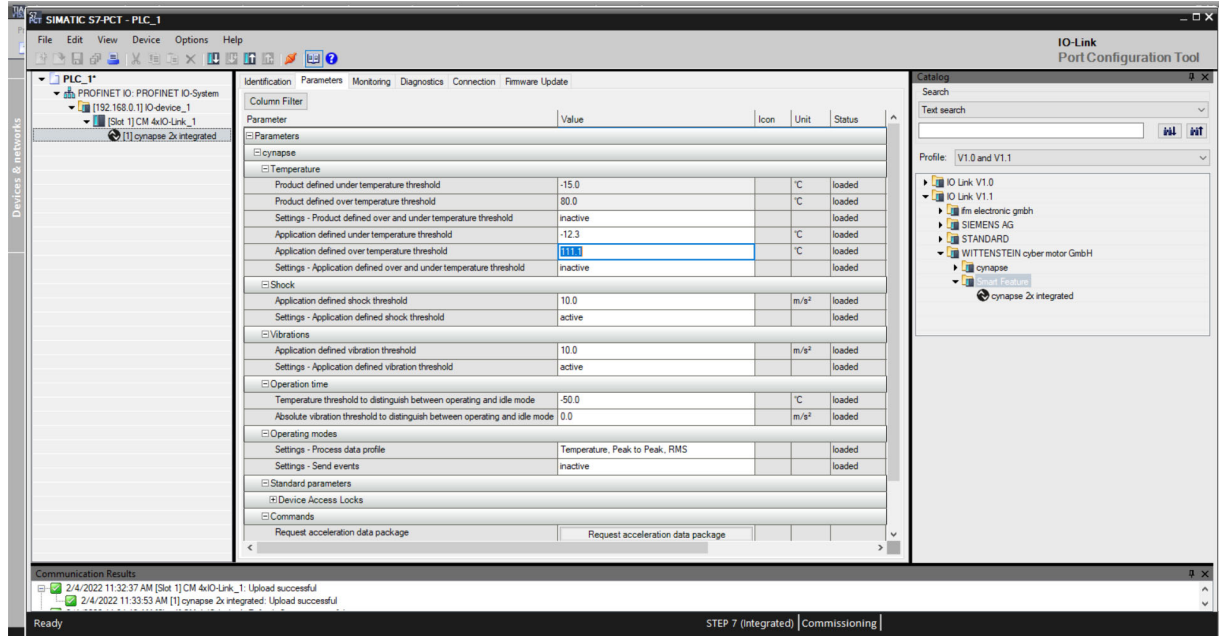 SIMATIC S7-PCT - PLC_1
File Edit View Device Options Help
IO-Link
Port Configuration Tool
PLC_1*
PROFINET IO: PROFINET IO-System
[192.168.0.1] IO-device_1
[Slot 1] CM 4xIO-Link_1
[1] cynapse 2x integrated
Devices & networks
Identification Parameters Monitoring Diagnostics Connection Firmware Update
Column Filter
Parameter Value Icon Unit Status
Parameters
cynapse
Temperature
Product defined under temperature threshold -15.0 °C loaded
Product defined over temperature threshold 80.0 °C loaded
Settings - Product defined over and under temperature threshold inactive loaded
Application defined under temperature threshold -12.3 °C loaded
Application defined over temperature threshold 111.1 °C loaded
Settings - Application defined over and under temperature threshold inactive loaded
Shock
Application defined shock threshold 10.0 m/s² loaded
Settings - Application defined shock threshold active loaded
Vibrations
Application defined vibration threshold 10.0 m/s² loaded
Settings - Application defined vibration threshold active loaded
Operation time
Temperature threshold to distinguish between operating and idle mode -50.0 °C loaded
Absolute vibration threshold to distinguish between operating and idle mode 0.0 m/s² loaded
Operating modes
Settings - Process data profile Temperature, Peak to Peak, RMS loaded
Settings - Send events inactive loaded
Standard parameters
Device Access Locks
Commands
Request acceleration data package Request acceleration data package
Catalog
Search
Text search
Profile: V1.0 and V1.1
IO Link V1.0
IO Link V1.1
ifm electronic gmbh
SIEMENS AG
STANDARD
WITTENSTEIN cyber motor GmbH
cynapse
Smart Feature
cynapse 2x integrated
Communication Results
2/4/2022 11:32:37 AM [Slot 1] CM 4xIO-Link_1: Upload successful
2/4/2022 11:33:53 AM [1] cynapse 2x integrated: Upload successful
Ready
STEP 7 (Integrated) Commissioning